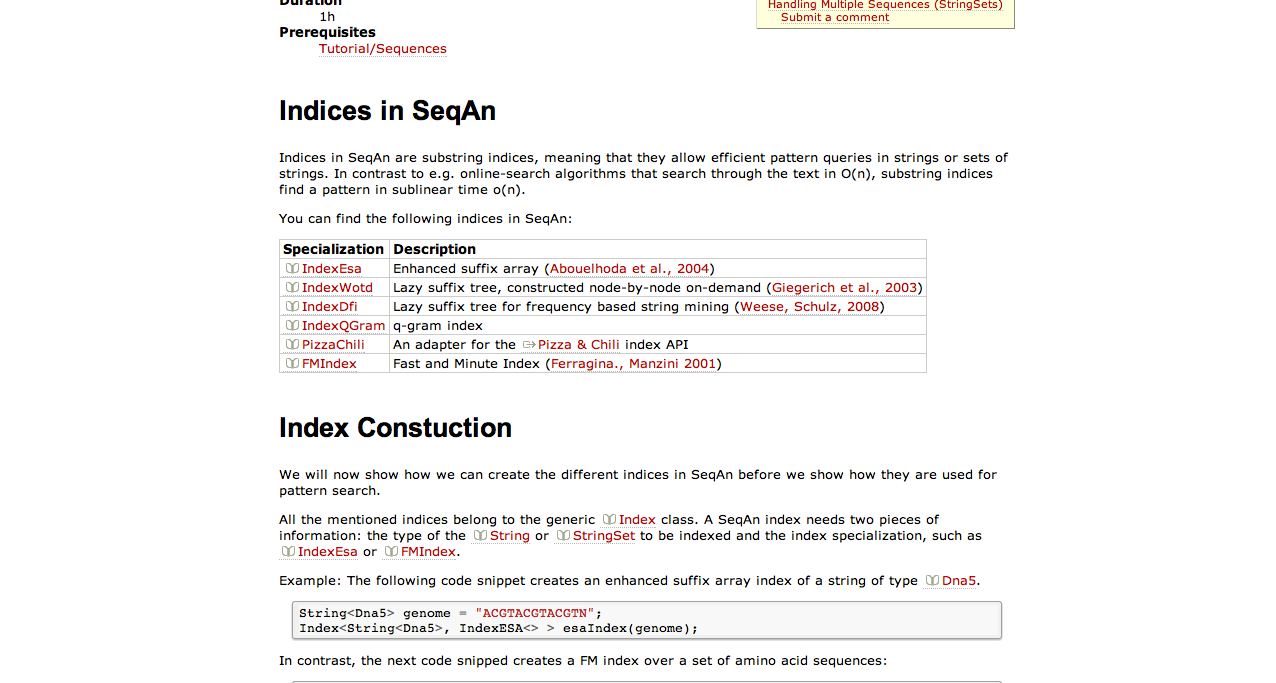 Duration
1h
Prerequisites
Tutorial/Sequences
Handling Multiple Sequences (StringSets)
Submit a comment
Indices in SeqAn
Indices in SeqAn are substring indices, meaning that they allow efficient pattern queries in strings or sets of
strings. In contrast to e.g. online-search algorithms that search through the text in O(n), substring indices
find a pattern in sublinear time o(n).
You can find the following indices in SeqAn:
Specialization Description
IndexEsa Enhanced suffix array (Abouelhoda et al., 2004)
IndexWotd Lazy suffix tree, constructed node-by-node on-demand (Giegerich et al., 2003)
IndexDfi Lazy suffix tree for frequency based string mining (Weese, Schulz, 2008)
IndexQGram q-gram index
PizzaChili An adapter for the Pizza & Chili index API
FMIndex Fast and Minute Index (Ferragina., Manzini 2001)
Index Constuction
We will now show how we can create the different indices in SeqAn before we show how they are used for
pattern search.
All the mentioned indices belong to the generic Index class. A SeqAn index needs two pieces of
information: the type of the String or StringSet to be indexed and the index specialization, such as
IndexEsa or FMIndex.
Example: The following code snippet creates an enhanced suffix array index of a string of type Dna5.
String<Dna5> genome = "ACGTACGTACGTN";
Index<String<Dna5>, IndexESA<> > esaIndex(genome);
In contrast, the next code snipped creates a FM index over a set of amino acid sequences: